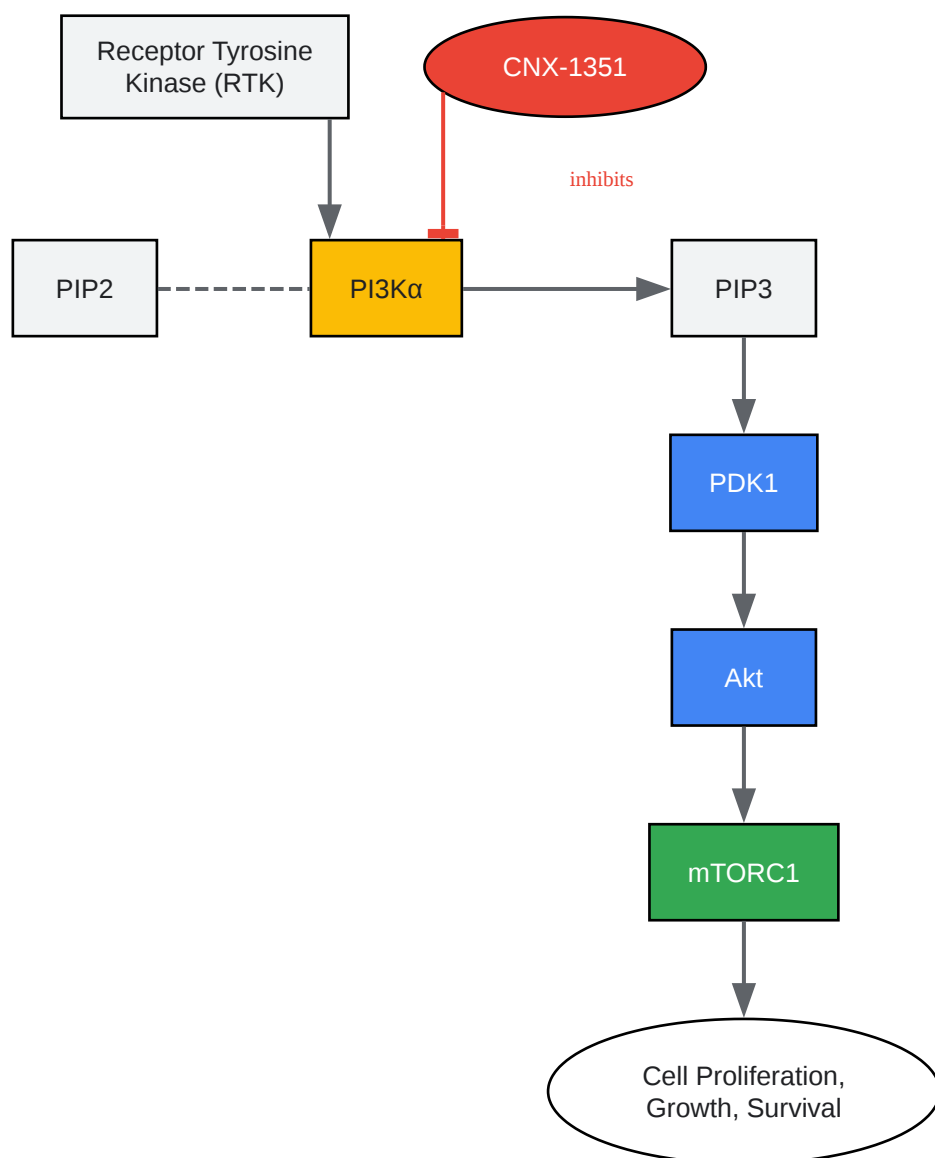 Receptor Tyrosine
Kinase (RTK)
CNX-1351
inhibits
PIP2
PI3Kα
PIP3
PDK1
Akt
mTORC1
Cell Proliferation,
Growth, Survival